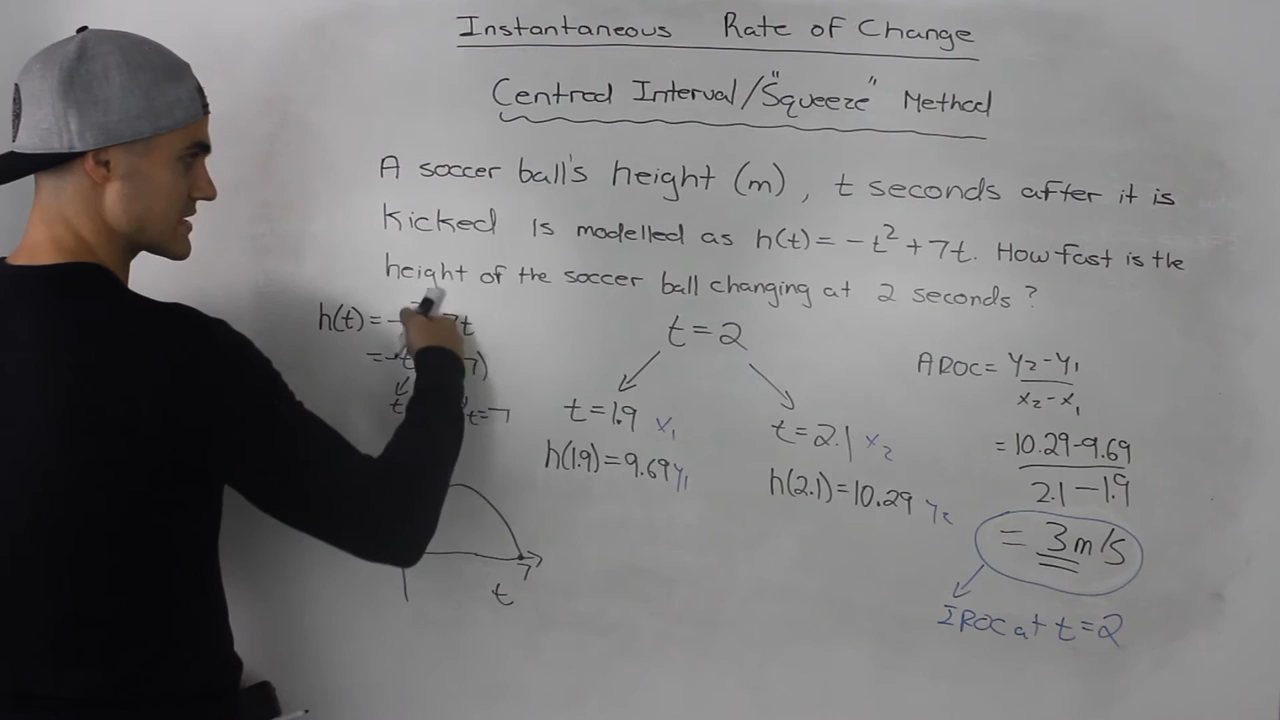 Instantaneous Rate of Change
Centred Interval/"Squeeze" Method
A soccer ball's height (m), t seconds after it is
kicked is modelled as h(t) = -t² + 7t. How fast is the
height of the soccer ball changing at 2 seconds?
h(t) = - 7t
= -t 7)
t t=7
7
t
t = 2
t = 1.9 x₁
h(1.9) = 9.69 y₁
t = 2.1 x₂
h(2.1) = 10.29 y₂
AROC = y₂ - y₁
x₂ - x₁
= 10.29 - 9.69
2.1 - 1.9
= 3 m/s
IROC at t = 2